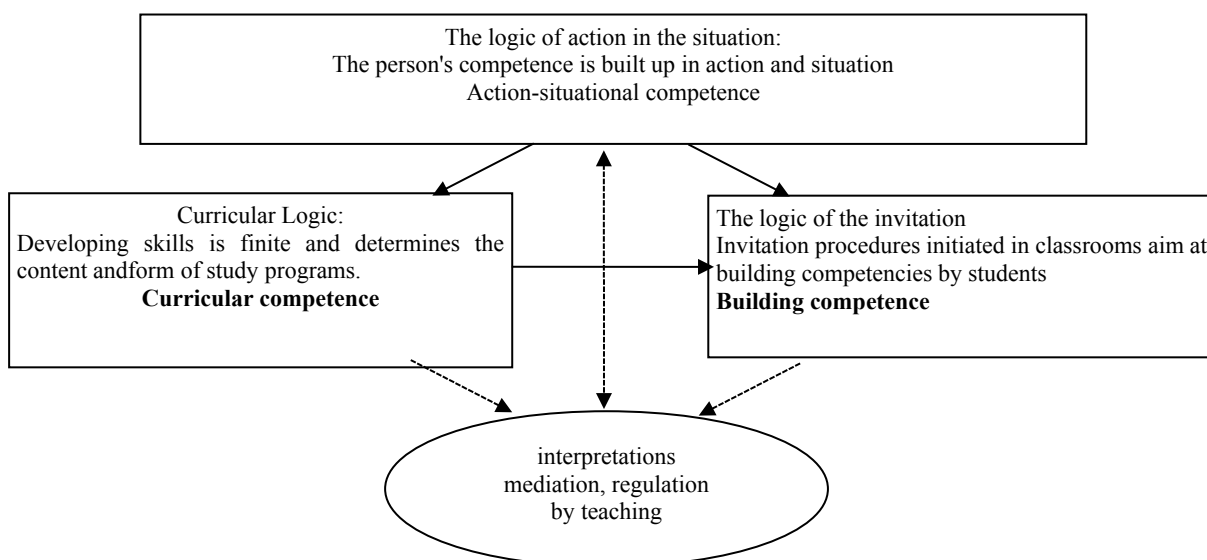 The logic of action in the situation:
The person's competence is built up in action and situation
Action-situational competence
Curricular Logic:
Developing skills is finite and determines the
content andform of study programs.
Curricular competence
The logic of the invitation
Invitation procedures initiated in classrooms aim at
building competencies by students
Building competence
interpretations
mediation, regulation
by teaching